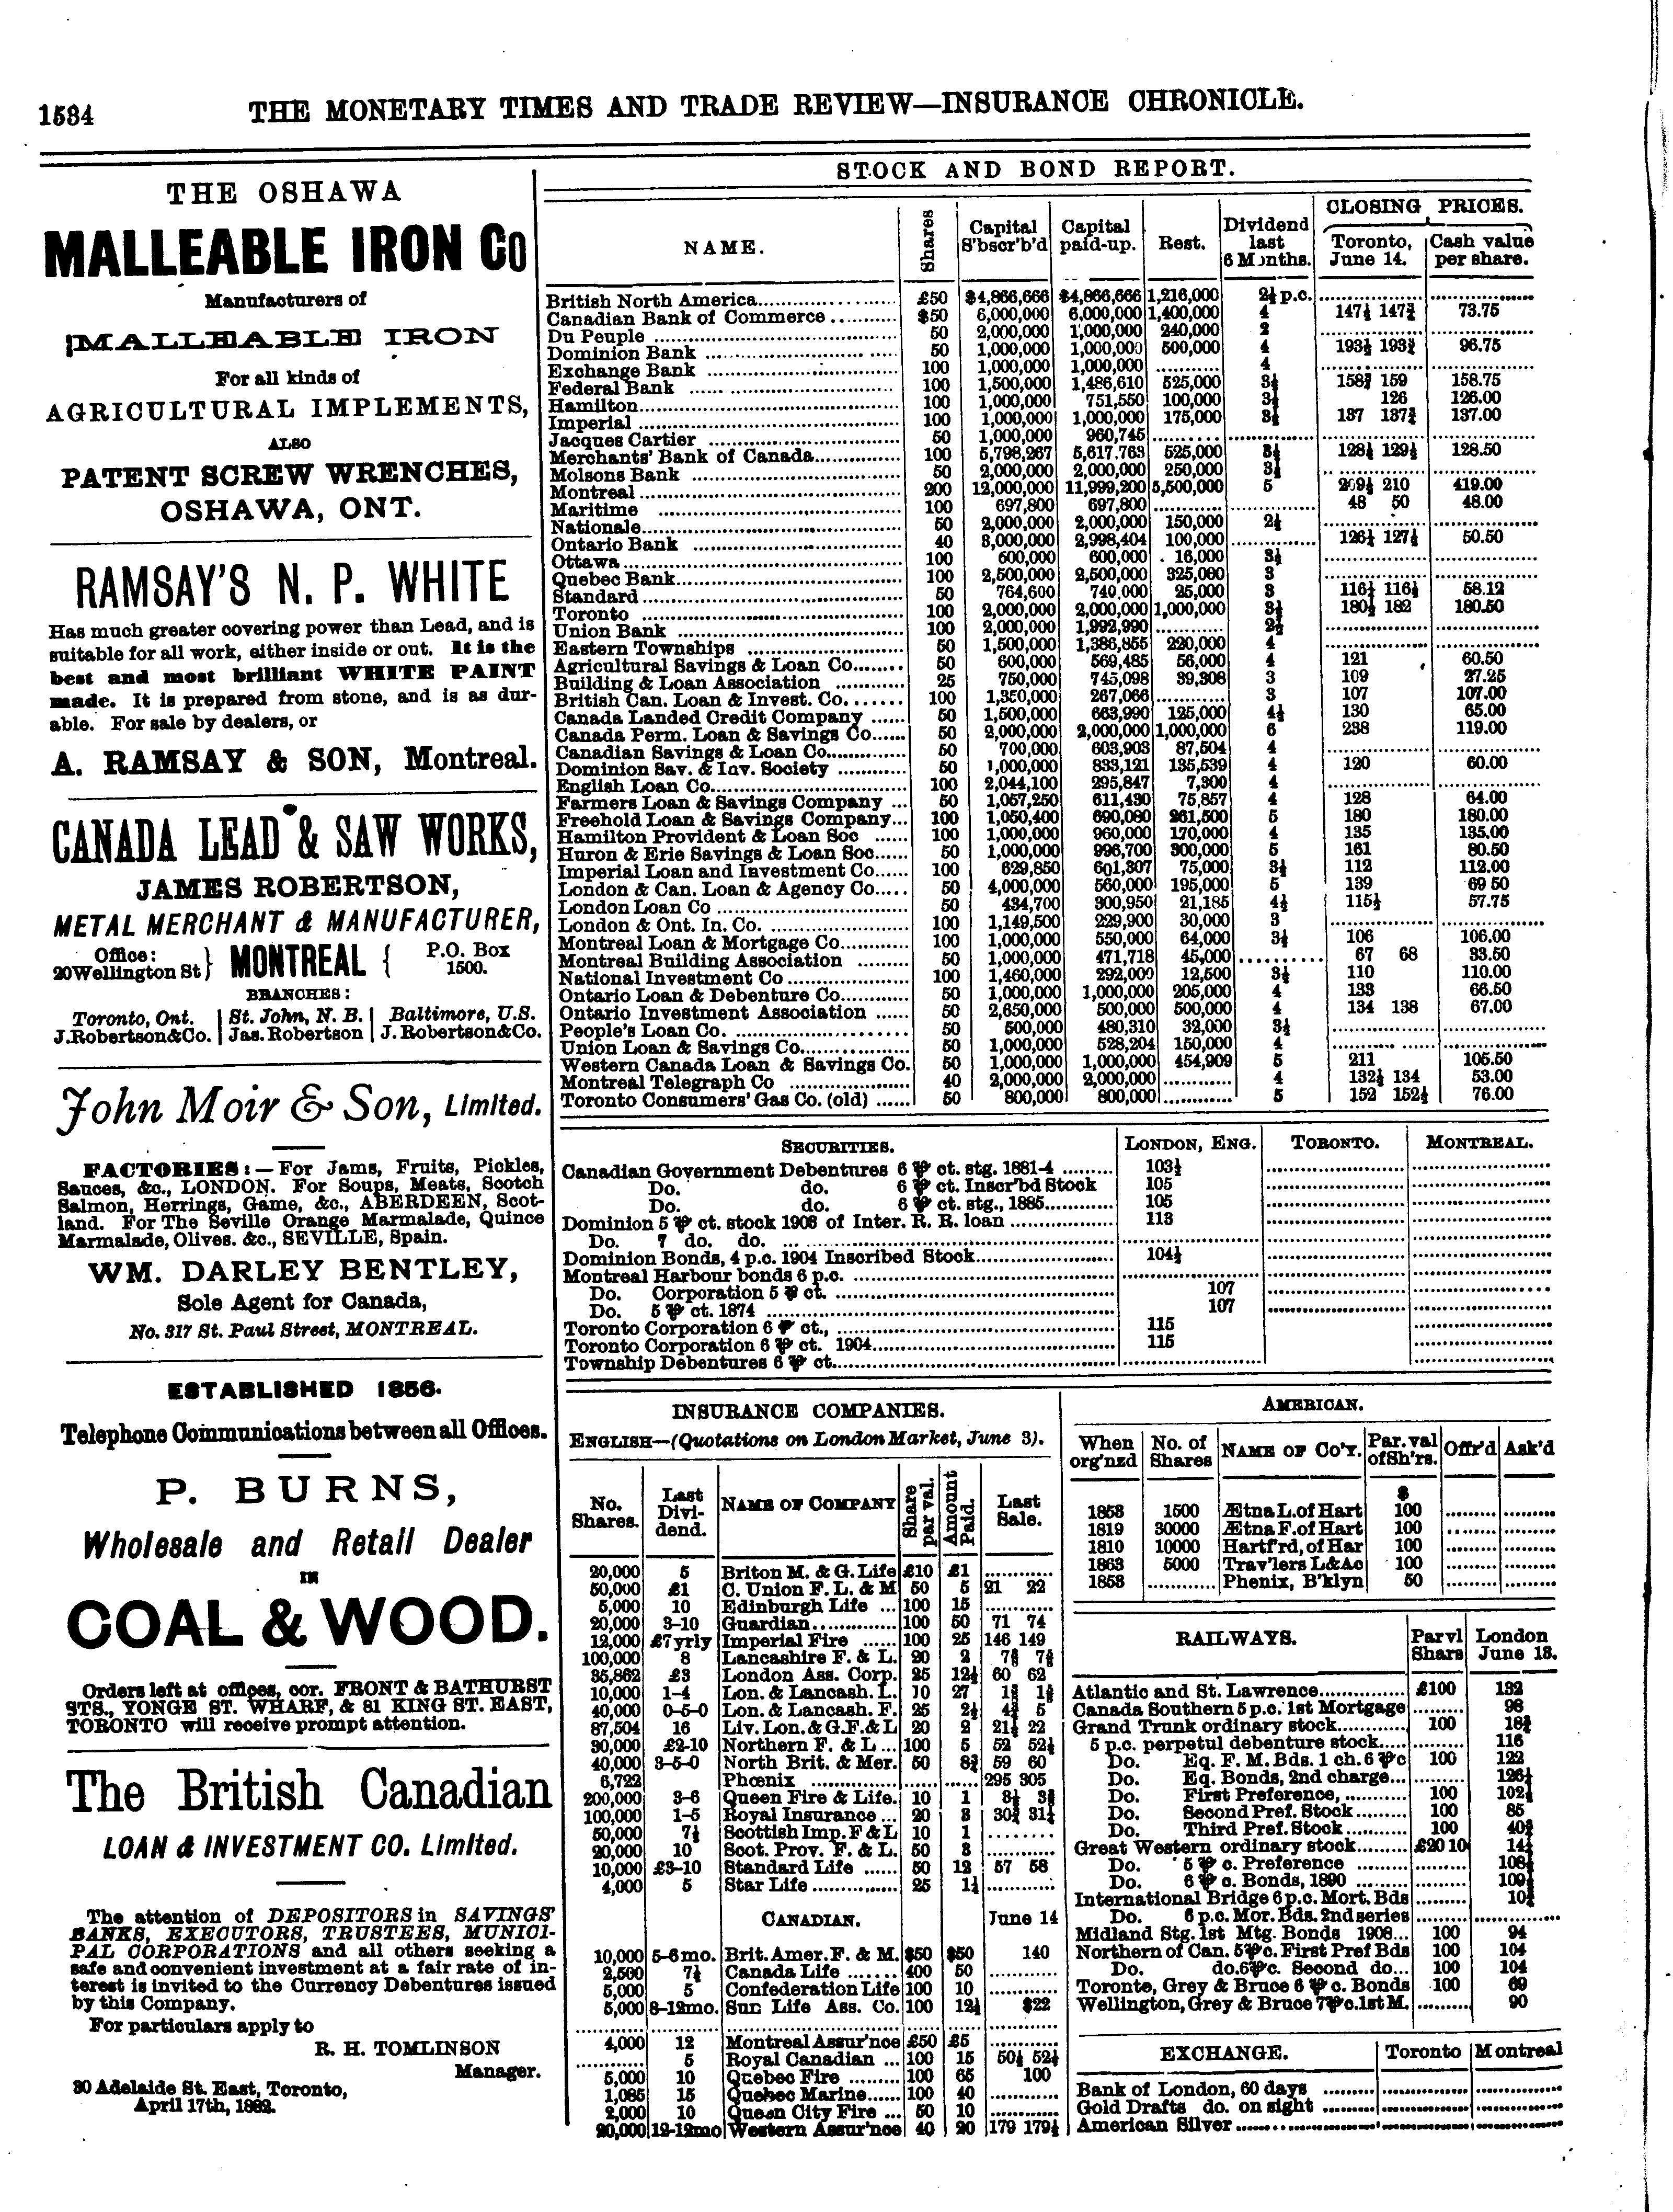 1534 THE MONETARY TIMES AND TRADE REVIEW—INSURANCE CHRONICLE.
THE OSHAWA
MALLEABLE IRON Co
Manufacturers of
MALLEABLE IRON
For all kinds of
AGRICULTURAL IMPLEMENTS,
ALSO
PATENT SCREW WRENCHES,
OSHAWA, ONT.
RAMSAY'S N. P. WHITE
Has much greater covering power than Lead, and is
suitable for all work, either inside or out. It is the
best and most brilliant WHITE PAINT
made. It is prepared from stone, and is as dur-
able. For sale by dealers, or
A. RAMSAY & SON, Montreal.
CANADA LEAD & SAW WORKS,
JAMES ROBERTSON,
METAL MERCHANT & MANUFACTURER,
Office: 20 Wellington St } MONTREAL { P.O. Box 1500.
BRANCHES:
Toronto, Ont. | St. John, N. B. | Baltimore, U.S.
J.Robertson&Co. | Jas. Robertson | J. Robertson&Co.
John Moir & Son, Limited.
FACTORIES:—For Jams, Fruits, Pickles,
Sauces, &c., LONDON. For Soups, Meats, Scotch
Salmon, Herrings, Game, &c., ABERDEEN, Scot-
land. For The Seville Orange Marmalade, Quince
Marmalade, Olives. &c., SEVILLE, Spain.
WM. DARLEY BENTLEY,
Sole Agent for Canada,
No. 317 St. Paul Street, MONTREAL.
ESTABLISHED 1856.
Telephone Communications between all Offices.
P. BURNS,
Wholesale and Retail Dealer
IN
COAL & WOOD.
Orders left at offices, cor. FRONT & BATHURST
STS., YONGE ST. WHARF, & 81 KING ST. EAST,
TORONTO will receive prompt attention.
The British Canadian
LOAN & INVESTMENT CO. Limited.
The attention of DEPOSITORS in SAVINGS'
BANKS, EXECUTORS, TRUSTEES, MUNICI-
PAL CORPORATIONS and all others seeking a
safe and convenient investment at a fair rate of in-
terest is invited to the Currency Debentures issued
by this Company.
For particulars apply to
R. H. TOMLINSON
Manager.
30 Adelaide St. East, Toronto,
April 17th, 1882.
STOCK AND BOND REPORT.
NAME. | Shares | Capital S'bscr'b'd | Capital paid-up. | Rest. | Dividend last 6 Months. | CLOSING PRICES. Toronto, June 14. | Cash value per share.
British North America £50 $4,866,666 $4,866,666 1,216,000 2½ p.c.
Canadian Bank of Commerce $50 6,000,000 6,000,000 1,400,000 4 147½ 147¾ 73.75
Du Peuple 50 2,000,000 1,000,000 240,000 2
Dominion Bank 50 1,000,000 1,000,000 500,000 4 193½ 193¾ 96.75
Exchange Bank 100 1,000,000 1,000,000 4
Federal Bank 100 1,500,000 1,486,610 525,000 3½ 158¾ 159 158.75
Hamilton 100 1,000,000 751,550 100,000 3½ 126 126.00
Imperial 100 1,000,000 1,000,000 175,000 3½ 137 137¾ 137.00
Jacques Cartier 50 1,000,000 960,745
Merchants' Bank of Canada 100 5,798,267 5,617.763 525,000 3½ 128½ 129½ 128.50
Molsons Bank 50 2,000,000 2,000,000 250,000 3½
Montreal 200 12,000,000 11,999,200 5,500,000 5 209½ 210 419.00
Maritime 100 697,800 697,800 48 50 48.00
Nationale 50 2,000,000 2,000,000 150,000 2½
Ontario Bank 40 3,000,000 2,998,404 100,000 126½ 127½ 50.50
Ottawa 100 600,000 600,000 16,000 3½
Quebec Bank 100 2,500,000 2,500,000 325,000 3
Standard 50 764,600 740,000 25,000 3 116¼ 116½ 58.12
Toronto 100 2,000,000 2,000,000 1,000,000 3½ 180½ 182 180.50
Union Bank 100 2,000,000 1,992,990 2½
Eastern Townships 50 1,500,000 1,386,855 220,000 4
Agricultural Savings & Loan Co. 50 600,000 569,485 56,000 4 121 60.50
Building & Loan Association 25 750,000 745,098 39,308 3 109 27.25
British Can. Loan & Invest. Co. 100 1,350,000 267,066 3 107 107.00
Canada Landed Credit Company 50 1,500,000 663,990 125,000 4½ 130 65.00
Canada Perm. Loan & Savings Co. 50 2,000,000 2,000,000 1,000,000 6 238 119.00
Canadian Savings & Loan Co. 50 700,000 603,903 87,504 4
Dominion Sav. & Inv. Society 50 1,000,000 833,121 135,539 4 120 60.00
English Loan Co. 100 2,044,100 295,847 7,300 4
Farmers Loan & Savings Company 50 1,057,250 611,430 75,857 4 128 64.00
Freehold Loan & Savings Company 100 1,050,400 690,080 261,500 5 180 180.00
Hamilton Provident & Loan Soc 100 1,000,000 960,000 170,000 4 135 135.00
Huron & Erie Savings & Loan Soc 50 1,000,000 996,700 300,000 5 161 80.50
Imperial Loan and Investment Co. 100 629,850 601,307 75,000 3½ 112 112.00
London & Can. Loan & Agency Co. 50 4,000,000 560,000 195,000 5 139 69 50
London Loan Co 50 434,700 300,950 21,185 4½ 115½ 57.75
London & Ont. In. Co. 100 1,149,500 229,900 30,000 3
Montreal Loan & Mortgage Co. 100 1,000,000 550,000 64,000 3½ 106 106.00
Montreal Building Association 50 1,000,000 471,718 45,000 67 68 33.50
National Investment Co 100 1,460,000 292,000 12,500 3½ 110 110.00
Ontario Loan & Debenture Co. 50 1,000,000 1,000,000 205,000 4 133 66.50
Ontario Investment Association 50 2,650,000 500,000 500,000 4 134 138 67.00
People's Loan Co. 50 500,000 480,310 32,000 3½
Union Loan & Savings Co. 50 1,000,000 528,204 150,000 4
Western Canada Loan & Savings Co. 50 1,000,000 1,000,000 454,909 5 211 105.50
Montreal Telegraph Co 40 2,000,000 2,000,000 4 132½ 134 53.00
Toronto Consumers' Gas Co. (old) 50 800,000 800,000 5 152 152½ 76.00
SECURITIES. | LONDON, ENG. | TORONTO. | MONTREAL.
Canadian Government Debentures 6 ℔ ct. stg. 1881-4 103½
Do. do. 6 ℔ ct. Inscr'bd Stock 105
Do. do. 6 ℔ ct. stg., 1885 105
Dominion 5 ℔ ct. stock 1908 of Inter. R. R. loan 113
Do. 7 do. do.
Dominion Bonds, 4 p.c. 1904 Inscribed Stock 104½
Montreal Harbour bonds 6 p.c.
Do. Corporation 5 ℔ ct. 107
Do. 5 ℔ ct. 1874 107
Toronto Corporation 6 ℔ ct., 115
Toronto Corporation 6 ℔ ct. 1904 115
Township Debentures 6 ℔ ct.
INSURANCE COMPANIES.
ENGLISH—(Quotations on London Market, June 3).
No. Shares. | Last Divi-dend. | NAME OF COMPANY | Share par val. | Amount Paid. | Last Sale.
20,000 5 Briton M. & G. Life £10 £1
50,000 £1 C. Union F. L. & M 50 5 21 22
5,000 10 Edinburgh Life 100 15
20,000 3-10 Guardian 100 50 71 74
12,000 £7 yrly Imperial Fire 100 25 146 149
100,000 8 Lancashire F. & L. 20 2
35,862 £3 London Ass. Corp. 25 12½ 60 62
10,000 1-4 Lon. & Lancash. L. 10
40,000 0-5-0 Lon. & Lancash. F. 25 2½ 4¾ 5
87,504 16 Liv. Lon. & G.F. & L 20 2 21½ 22
30,000 £2-10 Northern F. & L 100 5 52 52½
40,000 3-5-0 North Brit. & Mer. 50 59 60
6,722 Phœnix 295 305
200,000 3-6 Queen Fire & Life. 10 1
100,000 1-5 Royal Insurance 20 3
50,000 7½ Scottish Imp. F & L 10 1
20,000 10 Scot. Prov. F. & L. 50 3
10,000 £3-10 Standard Life 50 12 57 58
4,000 5 Star Life 25 1¼
CANADIAN. June 14
10,000 5-6 mo. Brit. Amer. F. & M. $50 $50 140
2,500 7½ Canada Life 400 50
5,000 5 Confederation Life 100 10
5,000 8-12mo. Sun Life Ass. Co. 100 12½ $22
4,000 12 Montreal Assur'nce £50 £5
5 Royal Canadian 100 15 50½ 52½
5,000 10 Quebec Fire 100 65 100
1,085 15 Quebec Marine 100 40
2,000 10 Queen City Fire 50 10
20,000 12-12mo Western Assur'nce 40 20 179 179½
AMERICAN.
When org'nzd | No. of Shares | NAME OF CO'Y. | Par. val of Sh'rs. | Offr'd | Ask'd
$
1853 1500 Ætna L. of Hart 100
1819 30000 Ætna F. of Hart 100
1810 10000 Hartf'rd, of Har 100
1863 5000 Trav'lers L & Ac 100
1853 Phenix, B'klyn 50
RAILWAYS. | Parvl Shars | London June 13.
Atlantic and St. Lawrence £100 132
Canada Southern 5 p.c. 1st Mortgage 98
Grand Trunk ordinary stock 100 18¾
5 p.c. perpetul debenture stock 116
Do. Eq. F. M. Bds. 1 ch. 6 ℔c 100 122
Do. Eq. Bonds, 2nd charge 126½
Do. First Preference, 100 102½
Do. Second Pref. Stock 100 85
Do. Third Pref. Stock 100
Great Western ordinary stock £20 10
Do. 5 ℔ c. Preference
Do. 6 ℔ c. Bonds, 1890
International Bridge 6 p.c. Mort. Bds
Do. 6 p.c. Mor. Bds. 2nd series
Midland Stg. 1st Mtg. Bonds 1908 100 94
Northern of Can. 5℔c. First Pref Bds 100 104
Do. do. 6℔c. Second do 100 104
Toronto, Grey & Bruce 6 ℔ c. Bonds 100 69
Wellington, Grey & Bruce 7℔c. 1st M. 90
EXCHANGE. | Toronto | Montreal
Bank of London, 60 days
Gold Drafts do. on sight
American Silver